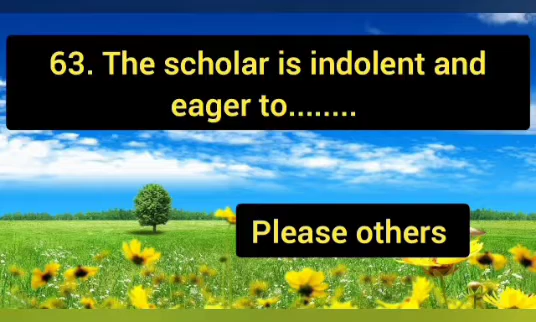 63. The scholar is indolent and
eager to........
Please others